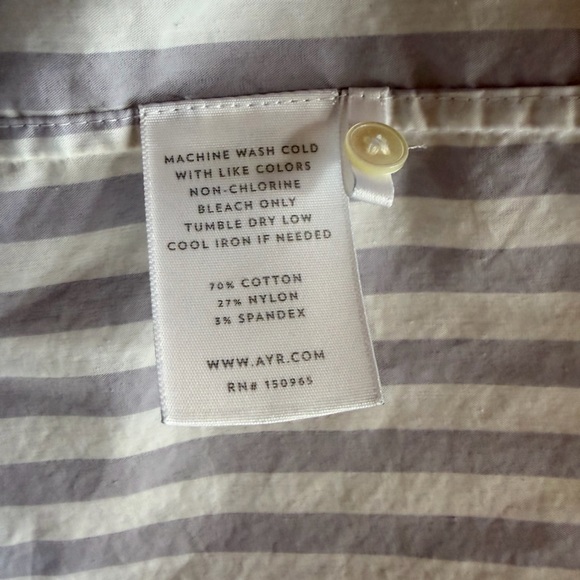 MACHINE WASH COLD
WITH LIKE COLORS
NON-CHLORINE
BLEACH ONLY
TUMBLE DRY LOW
COOL IRON IF NEEDED
70% COTTON
27% NYLON
3% SPANDEX
WWW.AYR.COM
RN# 150965